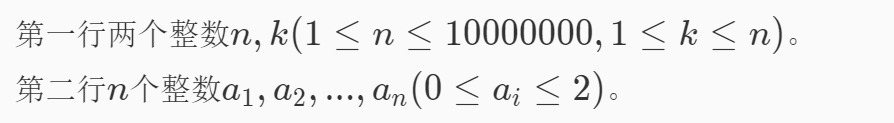 第一行两个整数n, k(1 ≤ n ≤ 10000000, 1 ≤ k ≤ n)。
第二行n个整数a₁, a₂, ..., aₙ(0 ≤ aᵢ ≤ 2)。